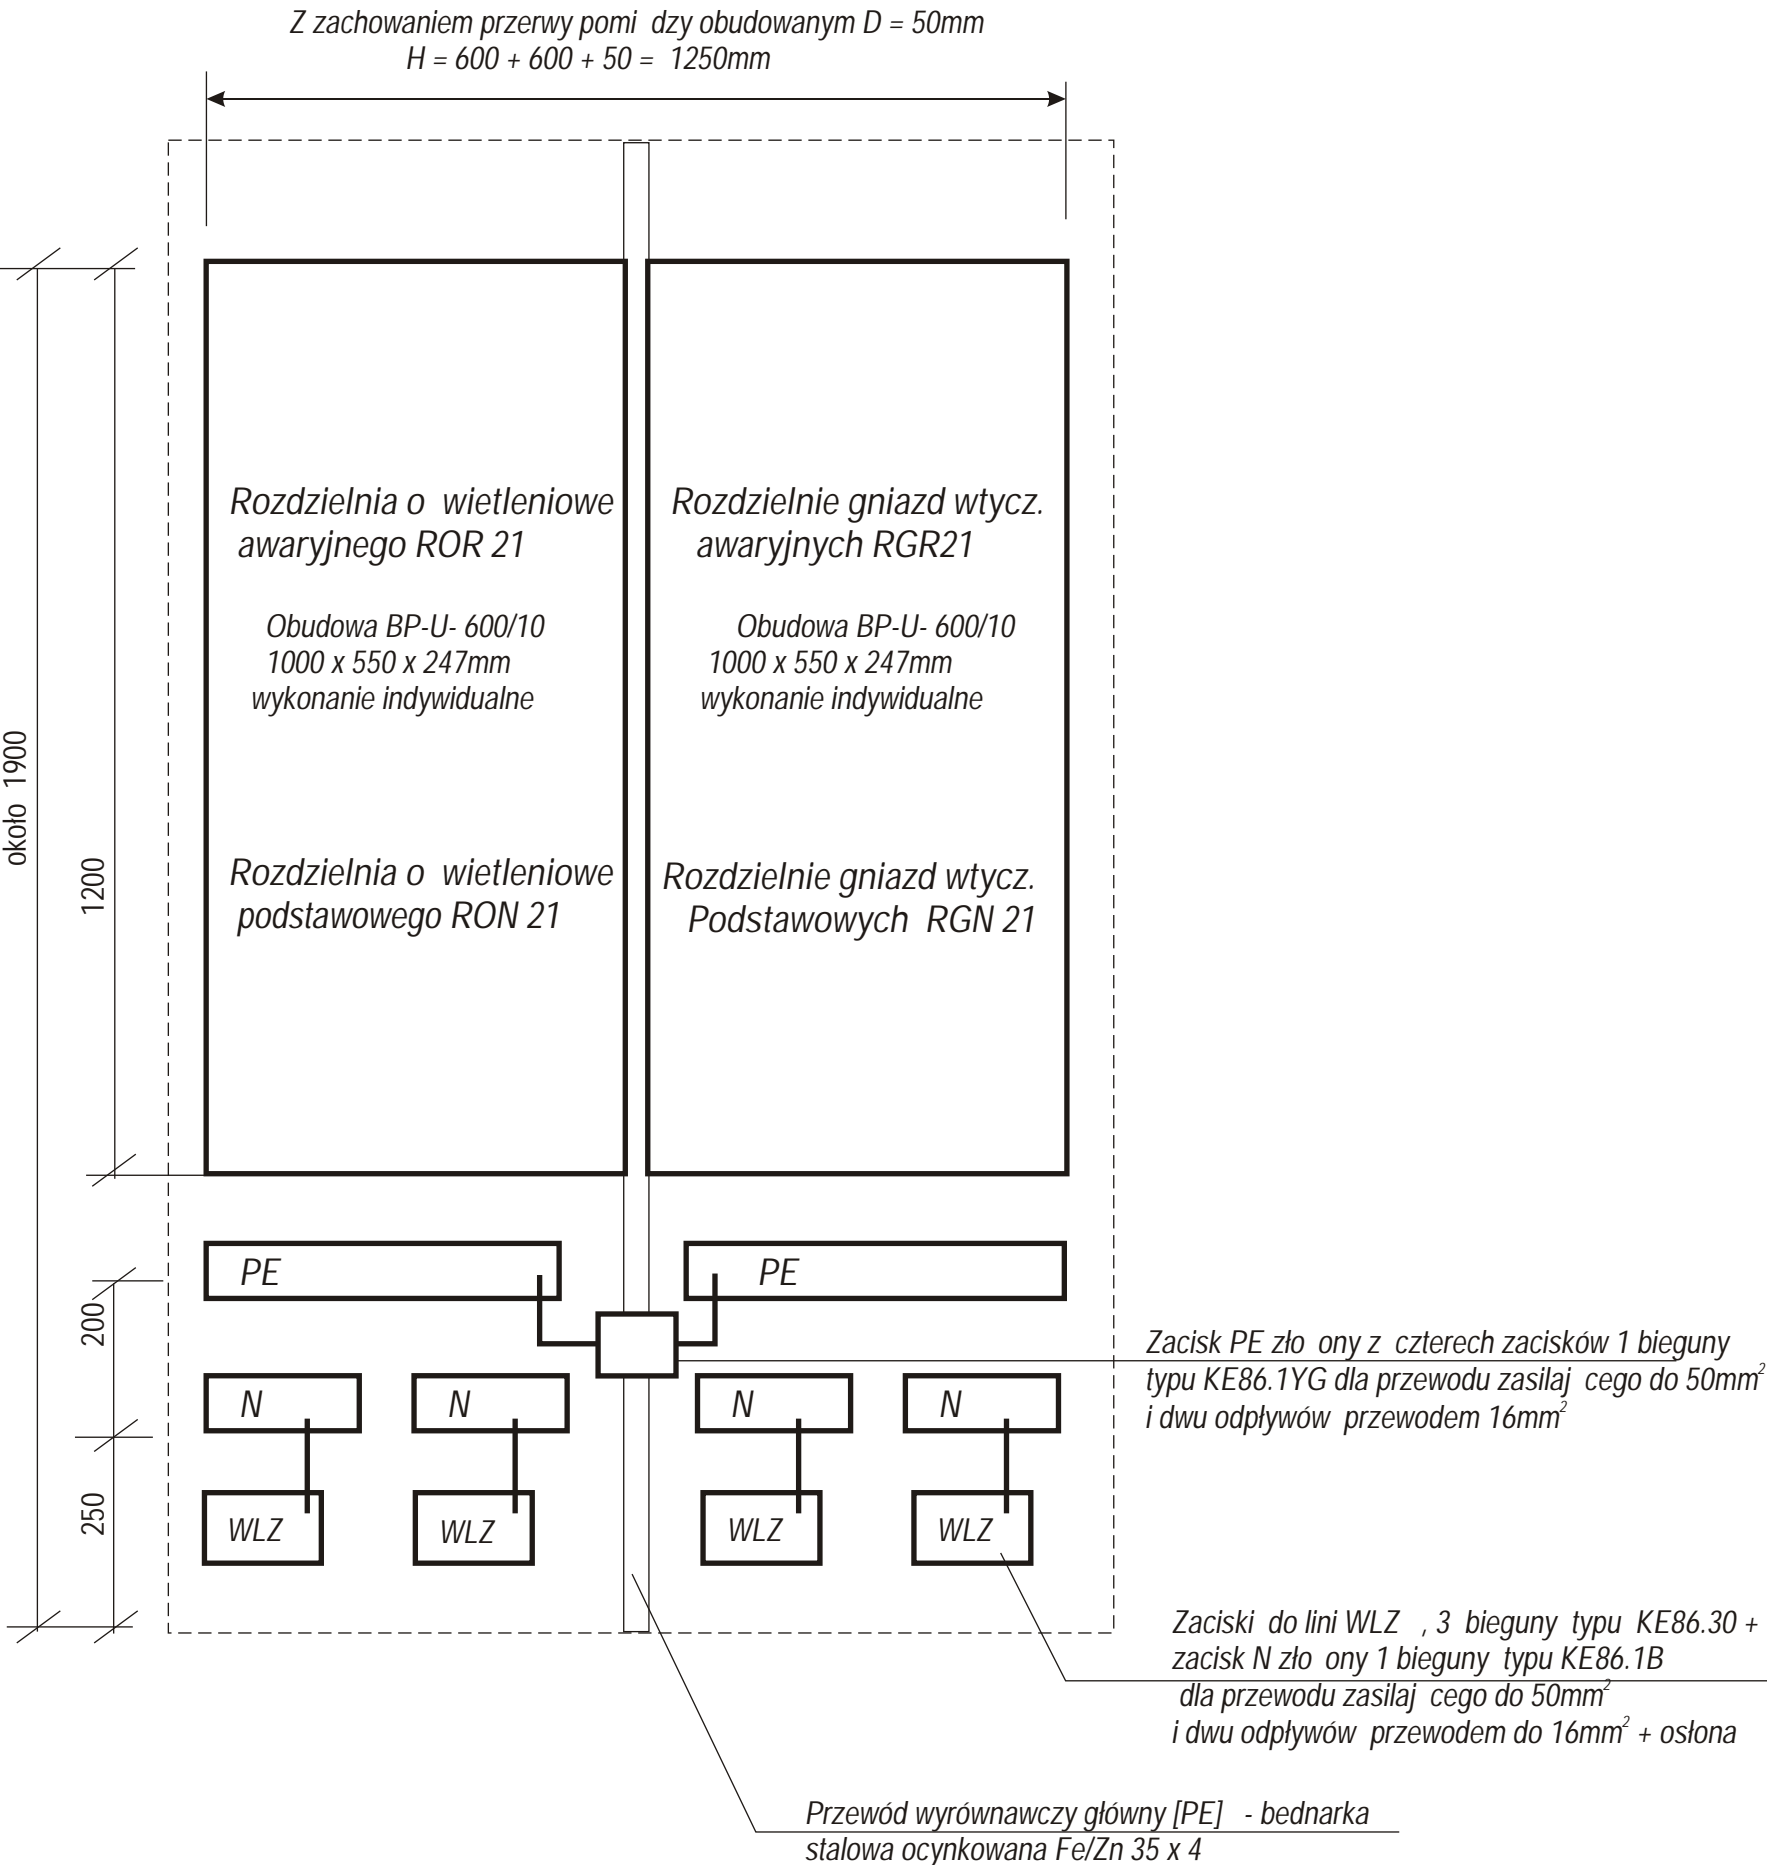 Z zachowaniem przerwy pomi dzy obudowanym D = 50mm
H = 600 + 600 + 50 = 1250mm
około 1900
1200
200
250
Rozdzielnia o wietleniowe
awaryjnego ROR 21
Obudowa BP-U- 600/10
1000 x 550 x 247mm
wykonanie indywidualne
Rozdzielnia o wietleniowe
podstawowego RON 21
Rozdzielnie gniazd wtycz.
awaryjnych RGR21
Obudowa BP-U- 600/10
1000 x 550 x 247mm
wykonanie indywidualne
Rozdzielnie gniazd wtycz.
Podstawowych RGN 21
PE
PE
N
N
N
N
WLZ
WLZ
WLZ
WLZ
Zacisk PE zło ony z czterech zacisków 1 bieguny
typu KE86.1YG dla przewodu zasilaj cego do 50mm²
i dwu odpływów przewodem 16mm²
Zaciski do lini WLZ , 3 bieguny typu KE86.30 +
zacisk N zło ony 1 bieguny typu KE86.1B
dla przewodu zasilaj cego do 50mm²
i dwu odpływów przewodem do 16mm² + osłona
Przewód wyrównawczy główny [PE] - bednarka
stalowa ocynkowana Fe/Zn 35 x 4